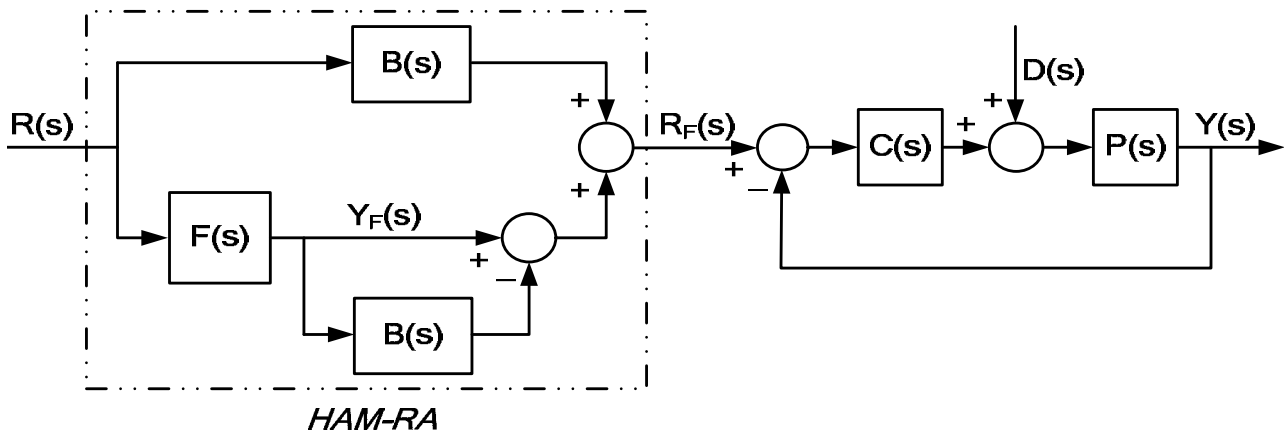 B(s)
D(s)
+
+
R(s)
R_F(s)
+
Y(s)
C(s)
P(s)
+
–
+
Y_F(s)
F(s)
+
–
B(s)
HAM-RA